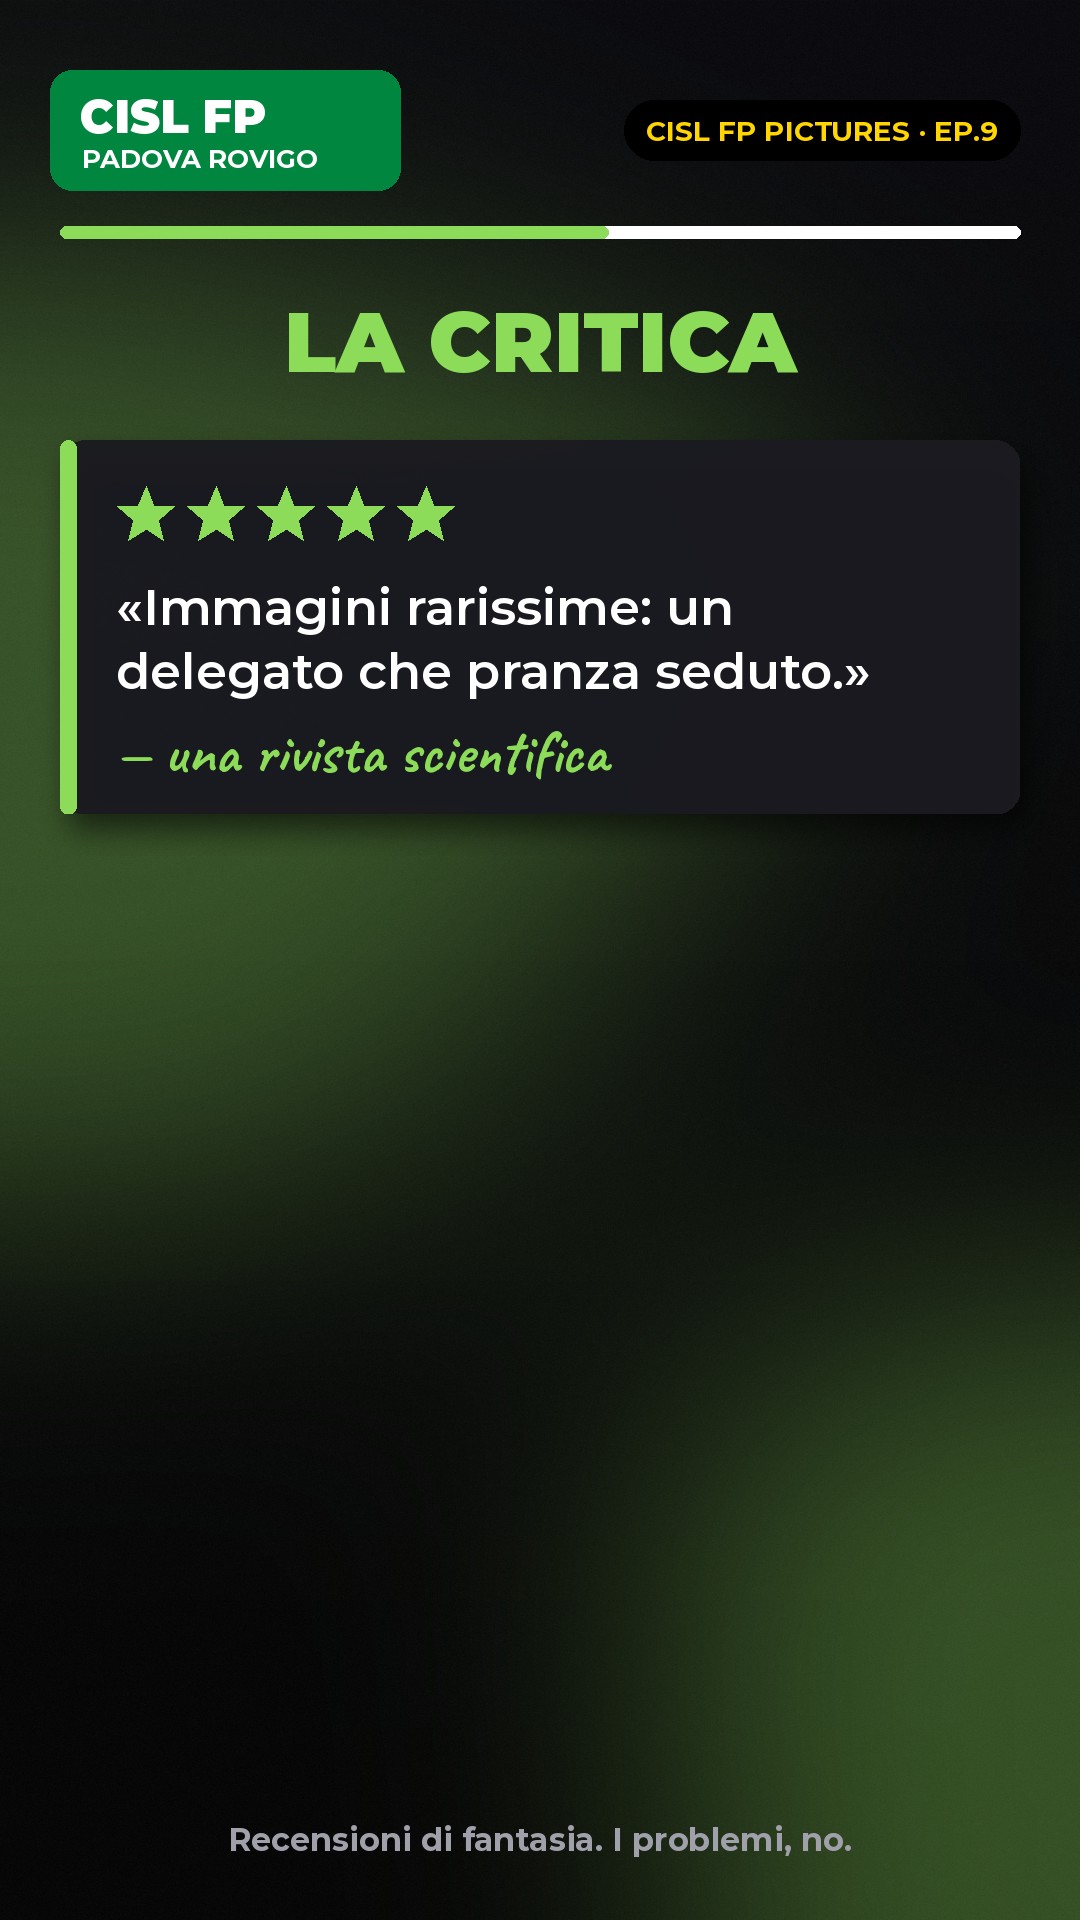 CISL FP
PADOVA ROVIGO
CISL FP PICTURES · EP.9
LA CRITICA
«Immagini rarissime: un
delegato che pranza seduto.»
— una rivista scientifica
Recensioni di fantasia. I problemi, no.